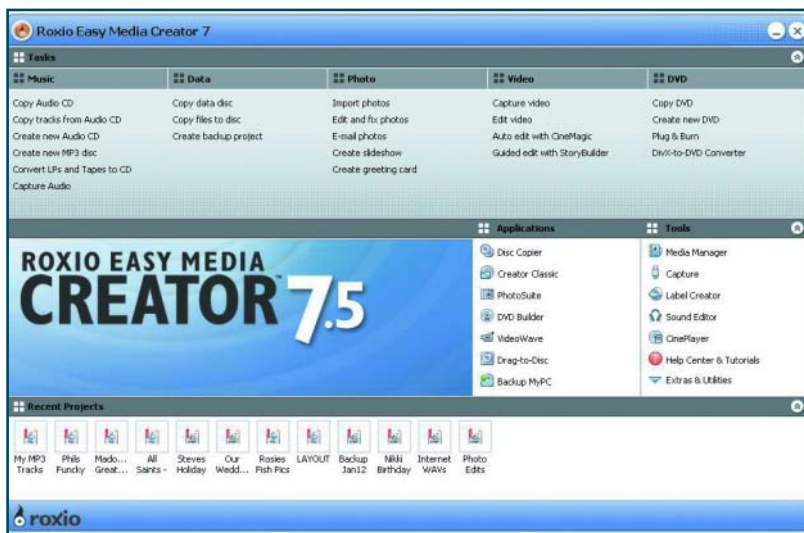 Roxio Easy Media Creator 7
Tasks
Music
Copy Audio CD
Copy tracks from Audio CD
Create new Audio CD
Create new MP3 disc
Convert LPs and Tapes to CD
Capture Audio
Data
Copy data disc
Copy files to disc
Create backup project
Photo
Import photos
Edit and fix photos
E-mail photos
Create slideshow
Create greeting card
Video
Capture video
Edit video
Auto edit with CineMagic
Guided edit with StoryBuilder
DVD
Copy DVD
Create new DVD
Plug & Burn
DivX-to-DVD Converter
ROXIO EASY MEDIA
CREATOR™ 7.5
Applications
Disc Copier
Creator Classic
PhotoSuite
DVD Builder
VideoWave
Drag-to-Disc
Backup MyPC
Tools
Media Manager
Capture
Label Creator
Sound Editor
CinePlayer
Help Center & Tutorials
Extras & Utilities
Recent Projects
My MP3
Tracks
Phils
Funcky
Mado...
Great...
All
Saints -
Steves
Holiday
Our
Wedd...
Rosies
Fish Pics
LAYOUT
Backup
Jan12
Nikki
Birthday
Internet
WAVs
Photo
Edits
roxio